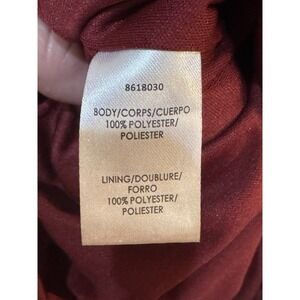 8618030
BODY/CORPS/CUERPO
100% POLYESTER/
POLIESTER
LINING/DOUBLURE/
FORRO
100% POLYESTER/
POLIESTER